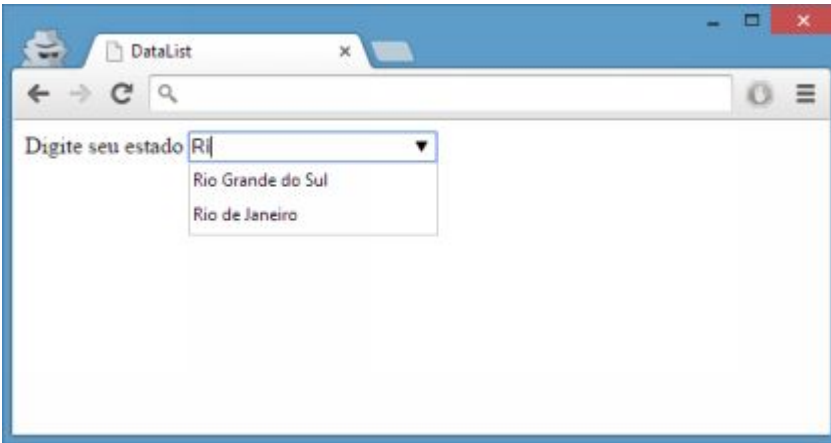 DataList
Digite seu estado Ri
Rio Grande do Sul
Rio de Janeiro